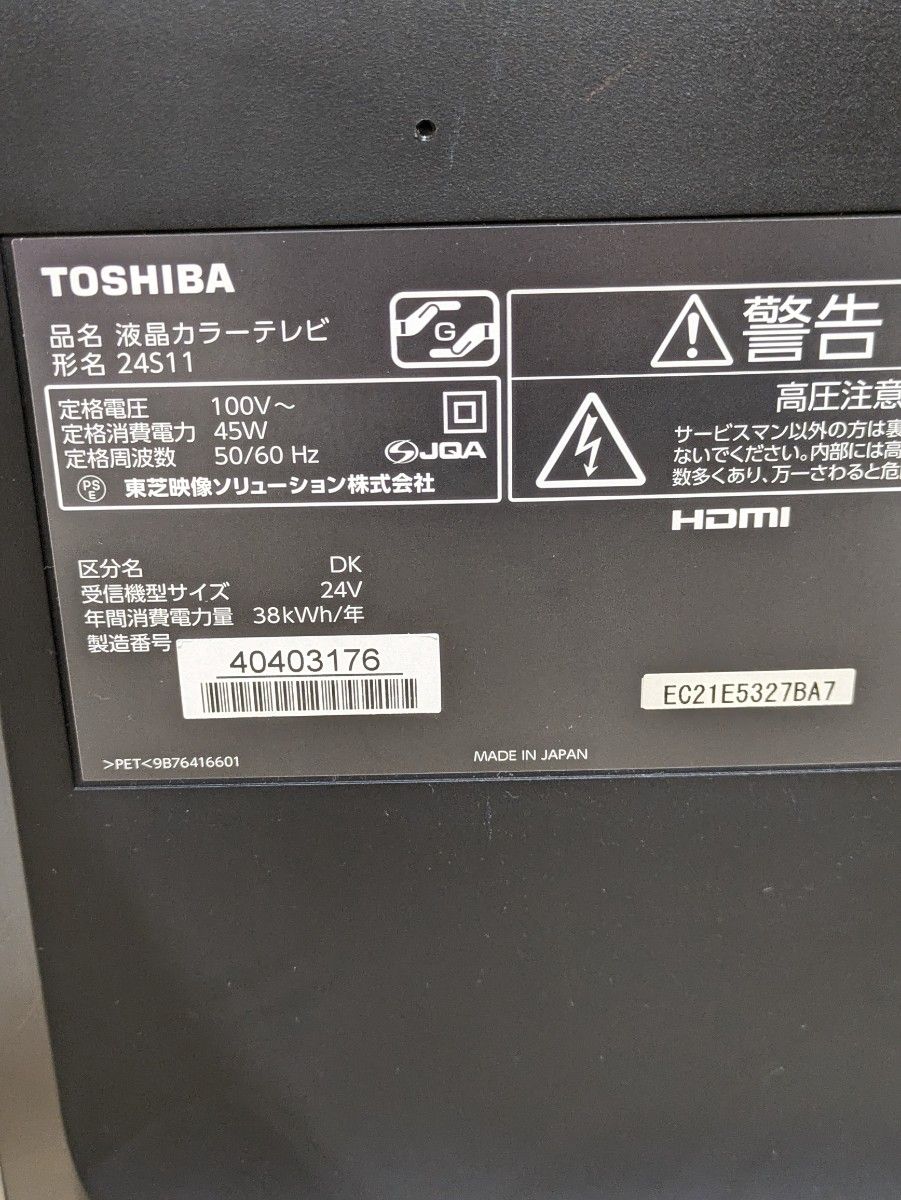 TOSHIBA
品名 液晶カラーテレビ
形名 24S11
G
定格電圧 100V～
定格消費電力 45W
定格周波数 50/60 Hz
JQA
PS
E
東芝映像ソリューション株式会社
警告
高圧注意
サービスマン以外の方は裏
ないでください。内部には高
数多くあり、万一さわると危
HDMI
区分名 DK
受信機型サイズ 24V
年間消費電力量 38kWh/年
製造番号
40403176
EC21E5327BA7
>PET<9B76416601
MADE IN JAPAN